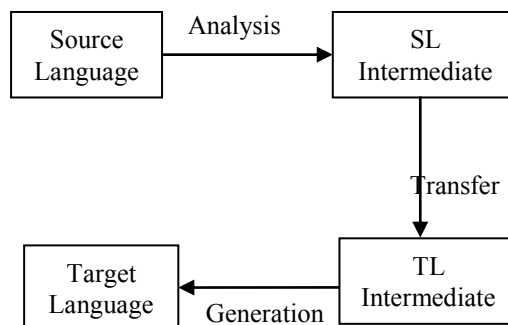 Source
Language
Analysis
SL
Intermediate
Transfer
TL
Intermediate
Generation
Target
Language